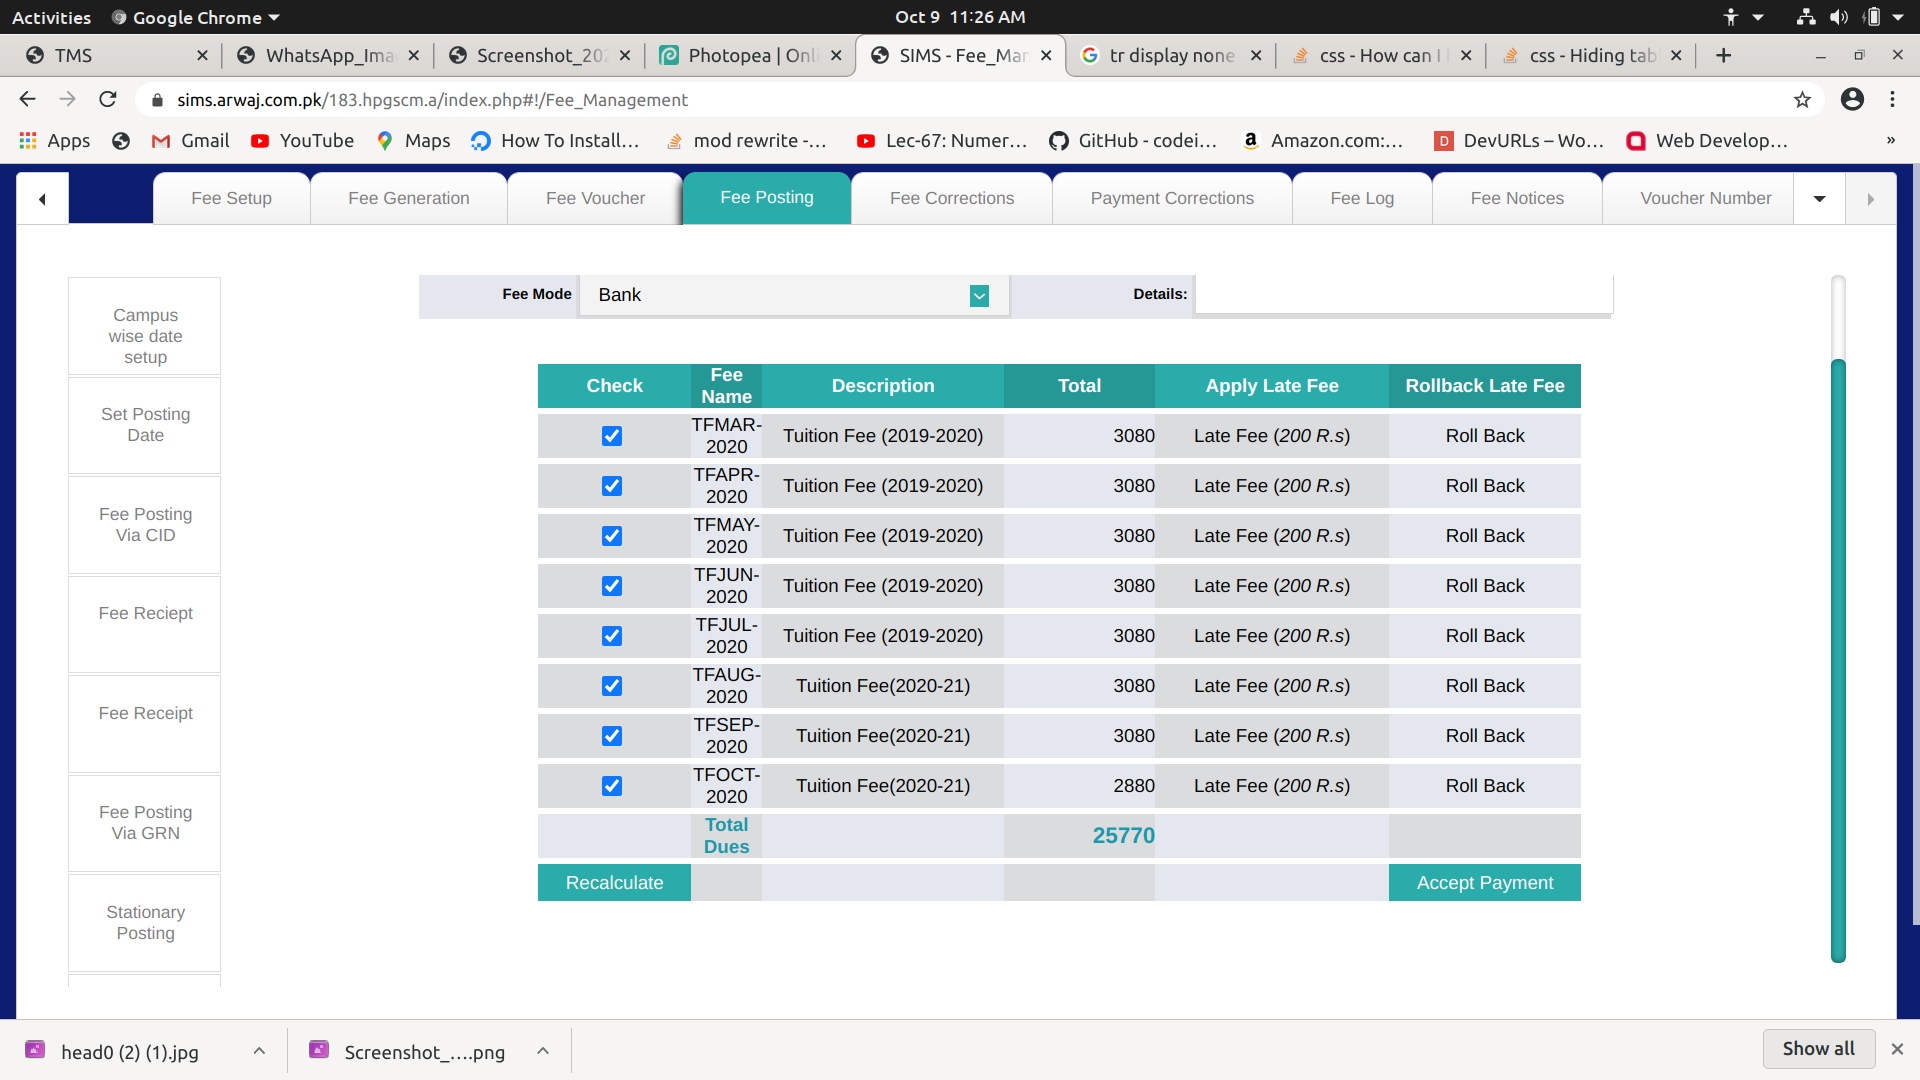 Activities
Google Chrome
Oct 9 11:26 AM
TMS
WhatsApp_Ima
Screenshot_202
Photopea | Onli
SIMS - Fee_Man
tr display none
css - How can I
css - Hiding tab
sims.arwaj.com.pk/183.hpgscm.a/index.php#!/Fee_Management
Apps
Gmail
YouTube
Maps
How To Install...
mod rewrite -...
Lec-67: Numer...
GitHub - codei...
Amazon.com:...
DevURLs – Wo...
Web Develop...
»
Fee Setup
Fee Generation
Fee Voucher
Fee Posting
Fee Corrections
Payment Corrections
Fee Log
Fee Notices
Voucher Number
Campus
wise date
setup
Set Posting
Date
Fee Posting
Via CID
Fee Reciept
Fee Receipt
Fee Posting
Via GRN
Stationary
Posting
Fee Mode
Bank
Details:
Check
Fee
Name
Description
Total
Apply Late Fee
Rollback Late Fee
TFMAR-
2020
Tuition Fee (2019-2020)
3080
Late Fee (200 R.s)
Roll Back
TFAPR-
2020
Tuition Fee (2019-2020)
3080
Late Fee (200 R.s)
Roll Back
TFMAY-
2020
Tuition Fee (2019-2020)
3080
Late Fee (200 R.s)
Roll Back
TFJUN-
2020
Tuition Fee (2019-2020)
3080
Late Fee (200 R.s)
Roll Back
TFJUL-
2020
Tuition Fee (2019-2020)
3080
Late Fee (200 R.s)
Roll Back
TFAUG-
2020
Tuition Fee(2020-21)
3080
Late Fee (200 R.s)
Roll Back
TFSEP-
2020
Tuition Fee(2020-21)
3080
Late Fee (200 R.s)
Roll Back
TFOCT-
2020
Tuition Fee(2020-21)
2880
Late Fee (200 R.s)
Roll Back
Total
Dues
25770
Recalculate
Accept Payment
head0 (2) (1).jpg
Screenshot_....png
Show all